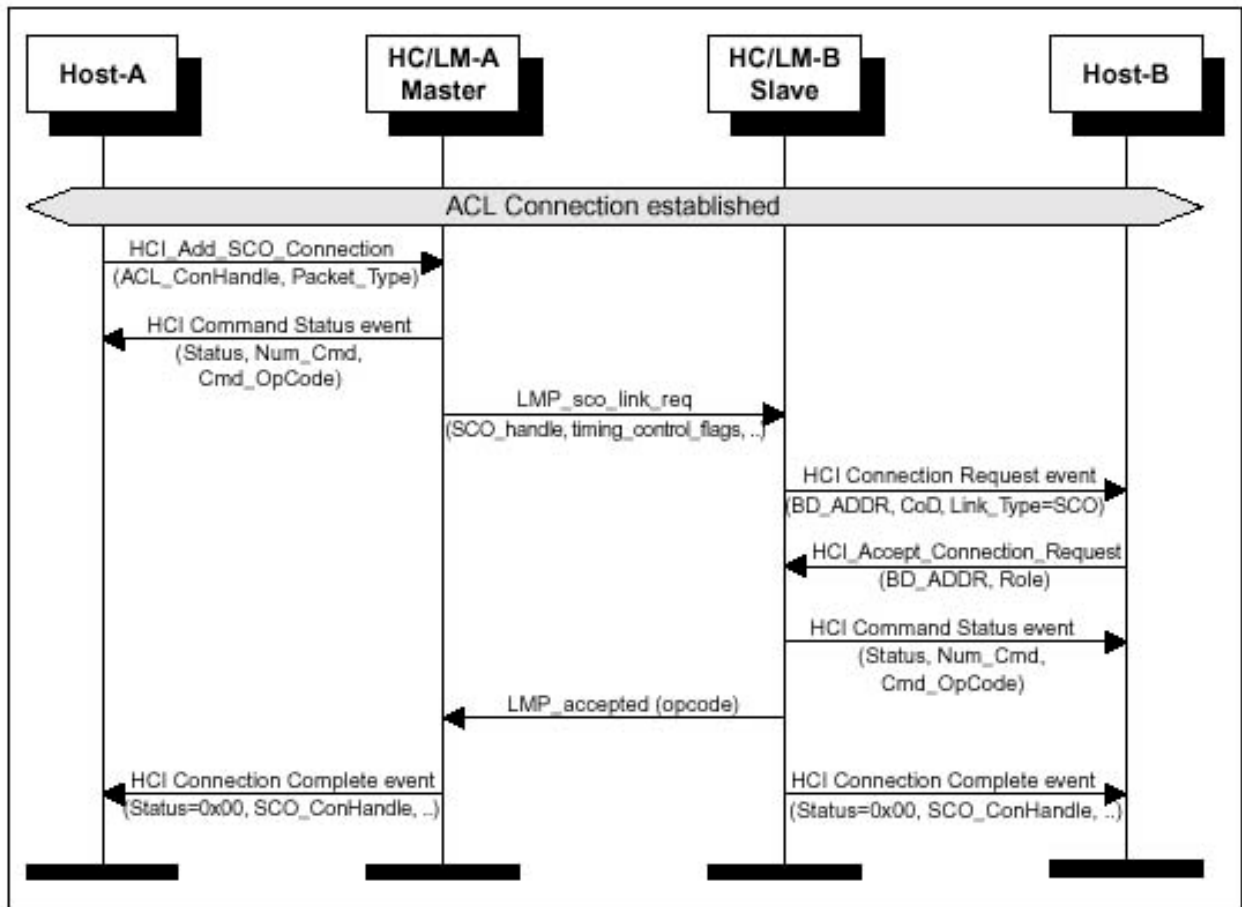 Host-A
HC/LM-A
Master
HC/LM-B
Slave
Host-B
ACL Connection established
HCI_Add_SCO_Connection
(ACL_ConHandle, Packet_Type)
HCI Command Status event
(Status, Num_Cmd,
Cmd_OpCode)
LMP_sco_link_req
(SCO_handle, timing_control_flags, ..)
HCI Connection Request event
(BD_ADDR, CoD, Link_Type=SCO)
HCI_Accept_Connection_Request
(BD_ADDR, Role)
HCI Command Status event
(Status, Num_Cmd,
Cmd_OpCode)
LMP_accepted (opcode)
HCI Connection Complete event
(Status=0x00, SCO_ConHandle, ..)
HCI Connection Complete event
(Status=0x00, SCO_ConHandle, ..)